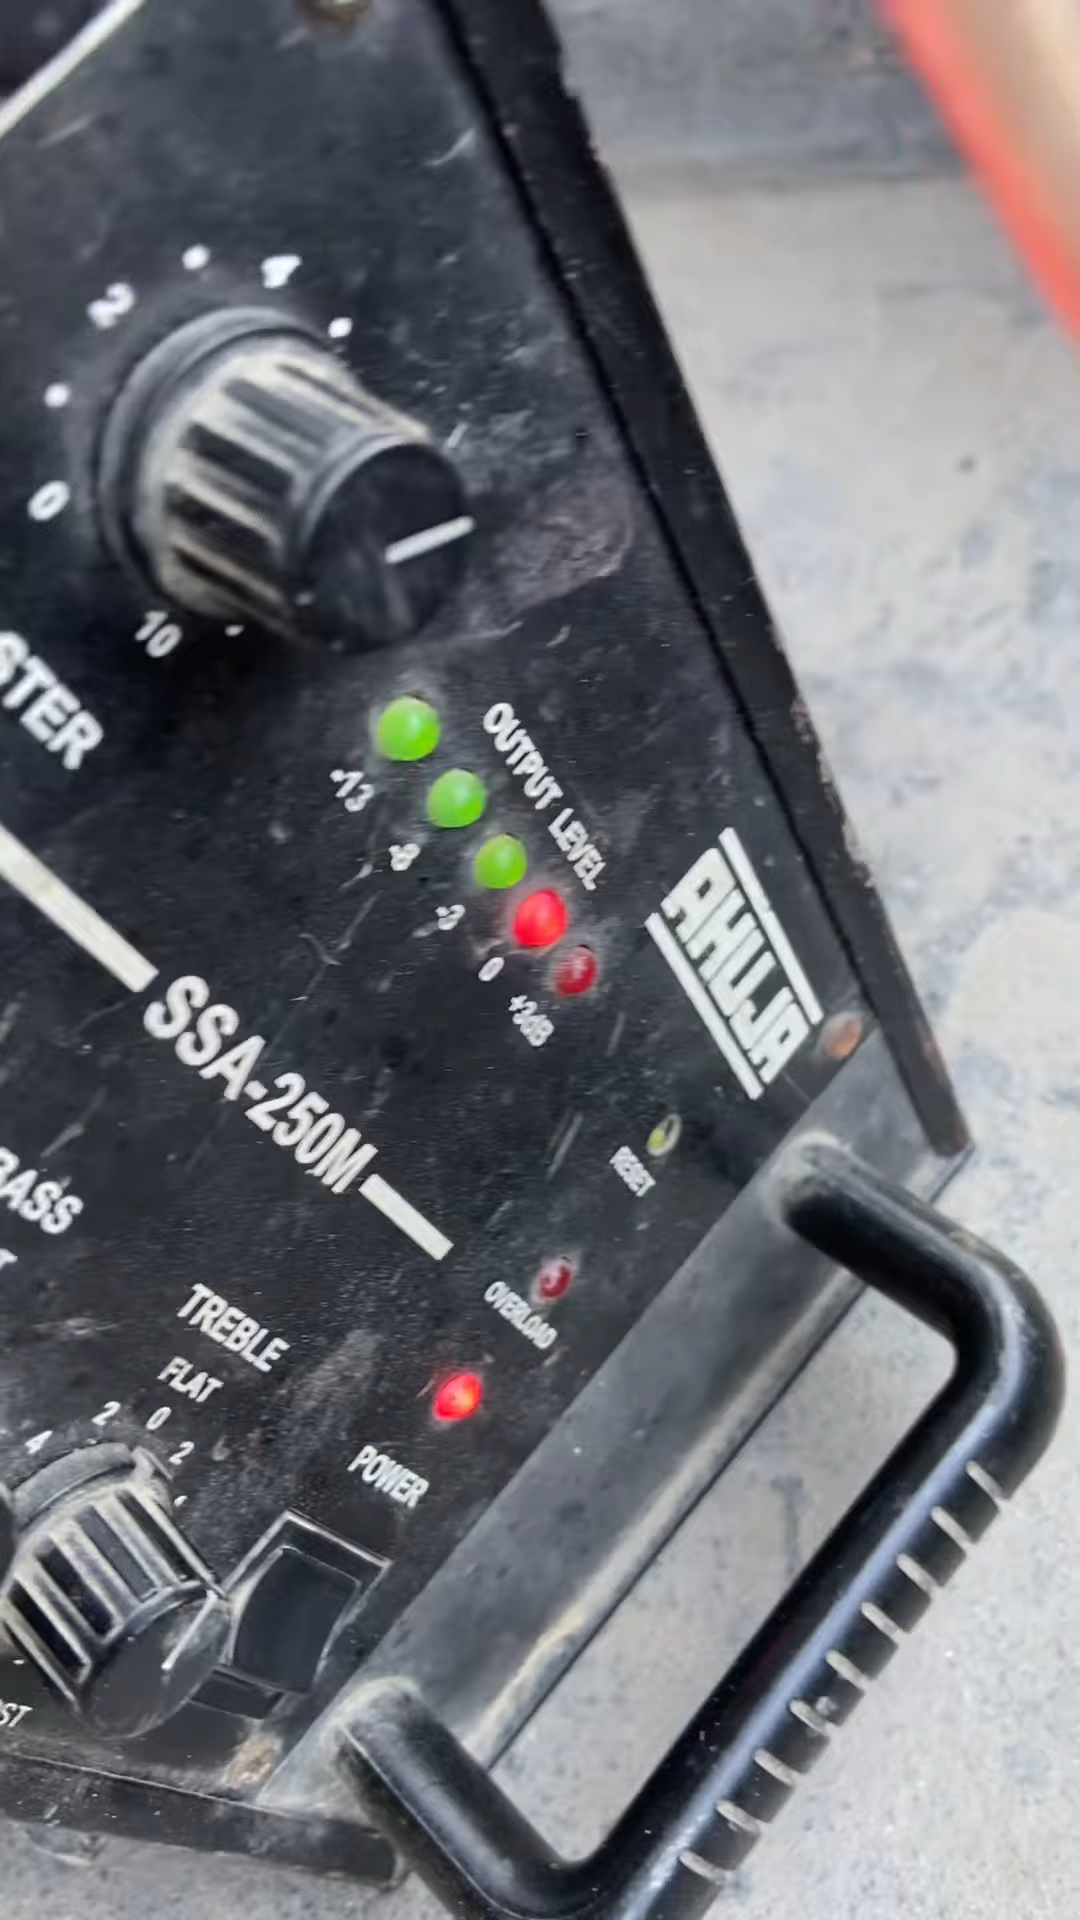 0
2
4
10
STER
OUTPUT LEVEL
-13
-8
-3
0
+3dB
AHUJA
SSA-250M
RESET
OVERLOAD
POWER
BASS
TREBLE
FLAT
4 2 0 2